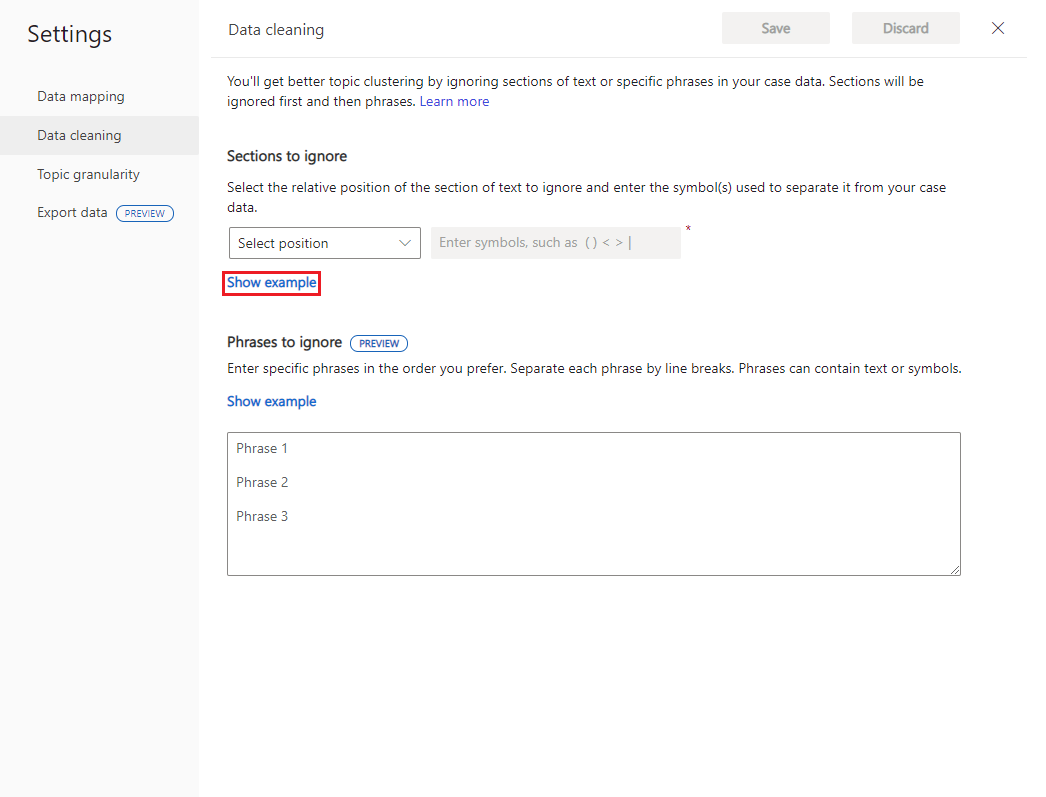 Settings
Data mapping
Data cleaning
Topic granularity
Export data PREVIEW
Data cleaning
Save
Discard
You'll get better topic clustering by ignoring sections of text or specific phrases in your case data. Sections will be
ignored first and then phrases. Learn more
Sections to ignore
Select the relative position of the section of text to ignore and enter the symbol(s) used to separate it from your case
data.
Select position
Enter symbols, such as ( ) < > |
*
Show example
Phrases to ignore PREVIEW
Enter specific phrases in the order you prefer. Separate each phrase by line breaks. Phrases can contain text or symbols.
Show example
Phrase 1
Phrase 2
Phrase 3